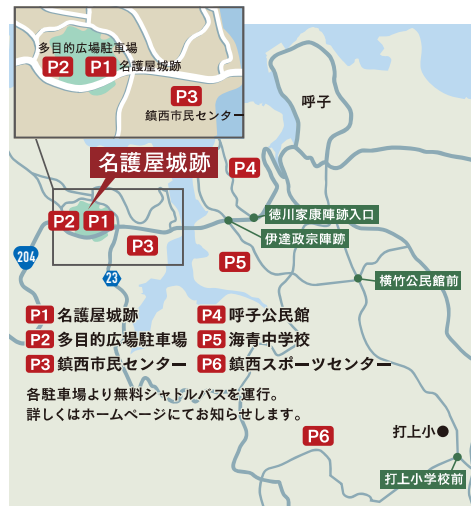 多目的広場駐車場
P2
P1
名護屋城跡
P3
鎮西市民センター
呼子
名護屋城跡
P4
徳川家康陣跡入口
伊達政宗陣跡
P2
P1
P3
204
P5
23
横竹公民館前
P1 名護屋城跡
P2 多目的広場駐車場
P3 鎮西市民センター
P4 呼子公民館
P5 海青中学校
P6 鎮西スポーツセンター
各駐車場より無料シャトルバスを運行。
詳しくはホームページにてお知らせします。
P6
打上小
打上小学校前